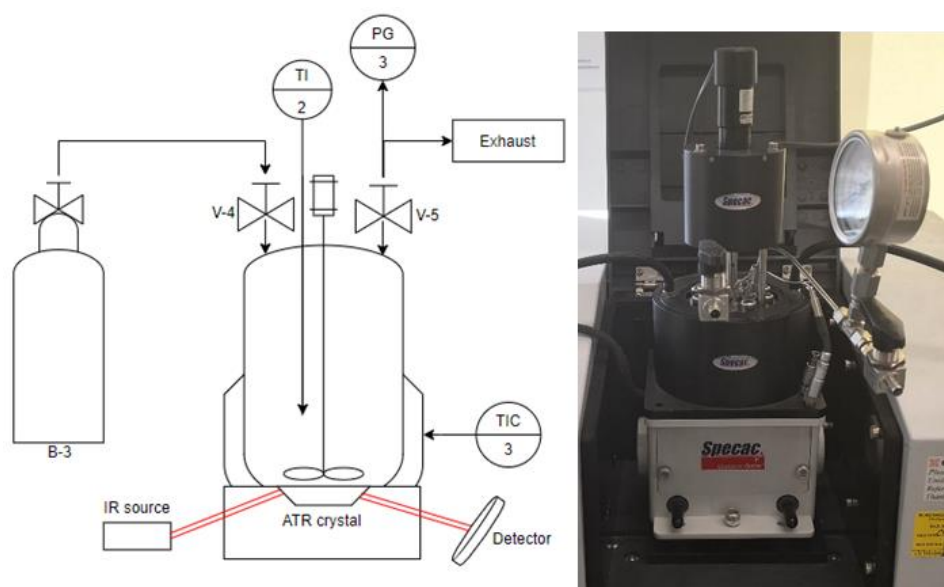 PG
3
TI
2
Exhaust
V-4
V-5
B-3
TIC
3
IR source
ATR crystal
Detector
Specac
Specac
Specac